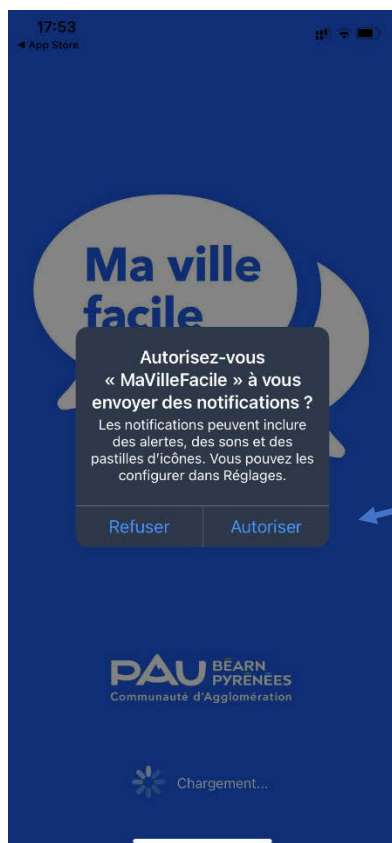 17:53
◀ App Store
Ma ville
facile
Autorisez-vous
« MaVilleFacile » à vous
envoyer des notifications ?
Les notifications peuvent inclure
des alertes, des sons et des
pastilles d'icônes. Vous pouvez les
configurer dans Réglages.
Refuser
Autoriser
PAU BÉARN
PYRÉNÉES
Communauté d'Agglomération
Chargement...